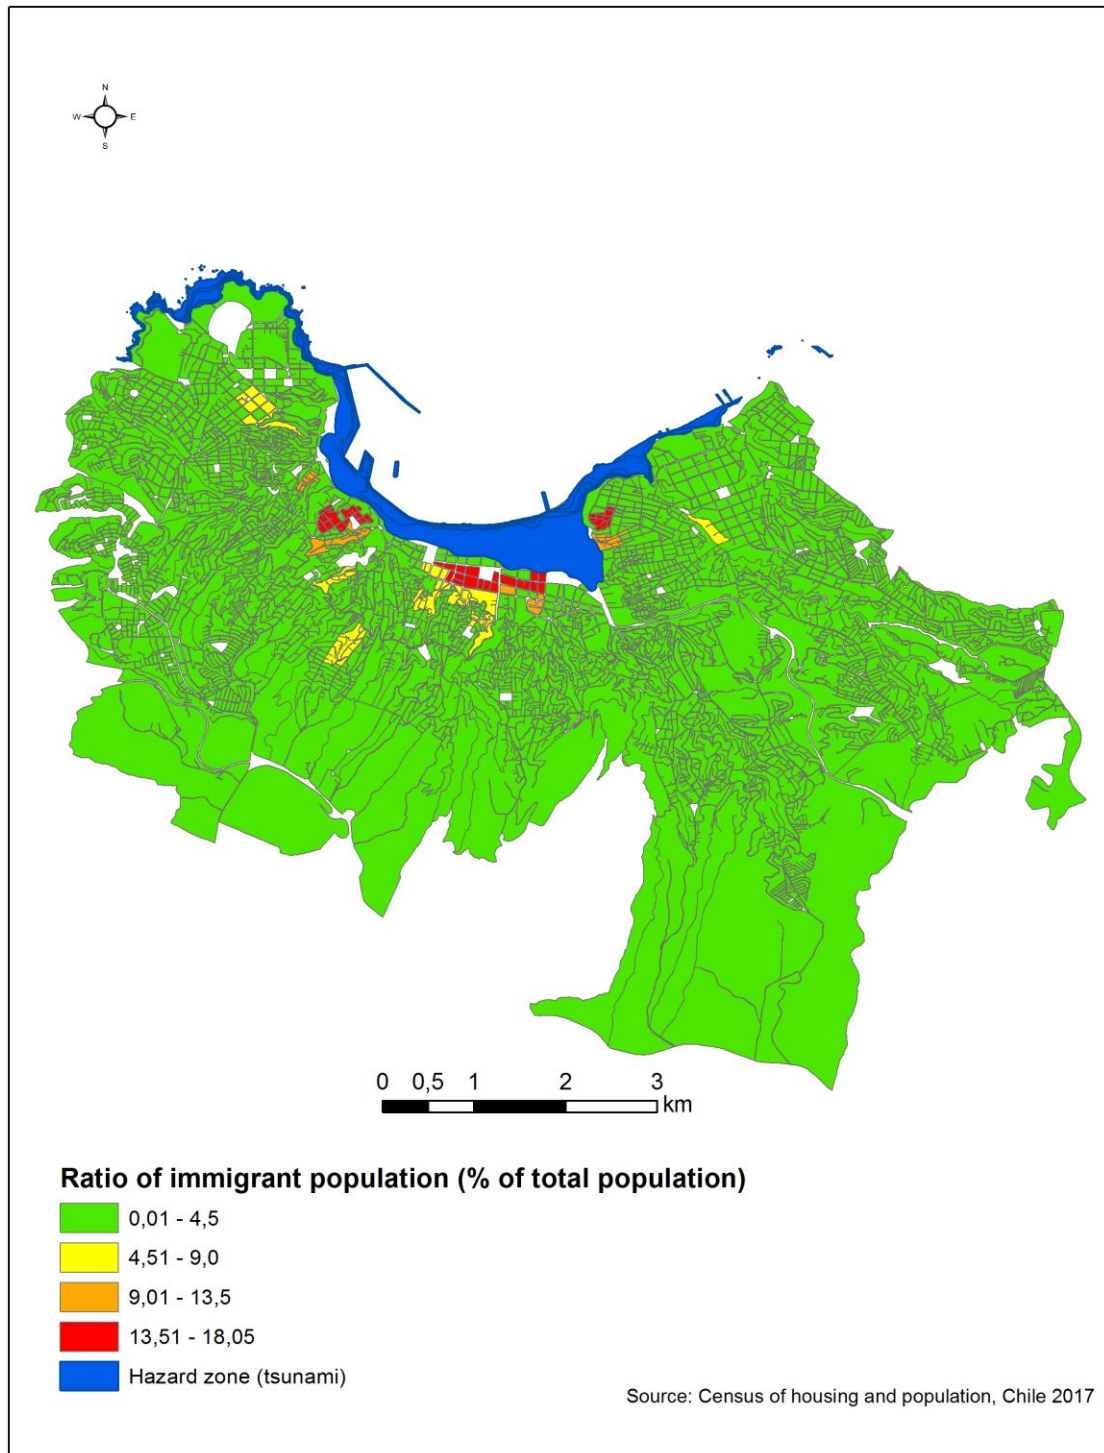 N
W E
S
0 0,5 1 2 3
km
Ratio of immigrant population (% of total population)
0,01 - 4,5
4,51 - 9,0
9,01 - 13,5
13,51 - 18,05
Hazard zone (tsunami)
Source: Census of housing and population, Chile 2017